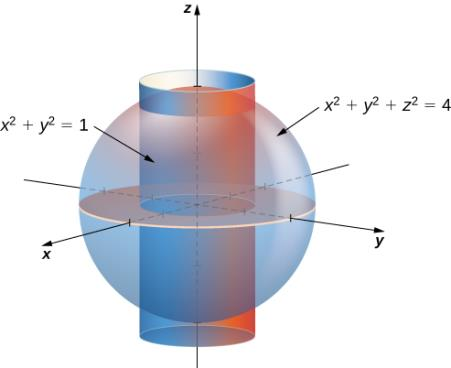 z
x² + y² + z² = 4
x² + y² = 1
x
y